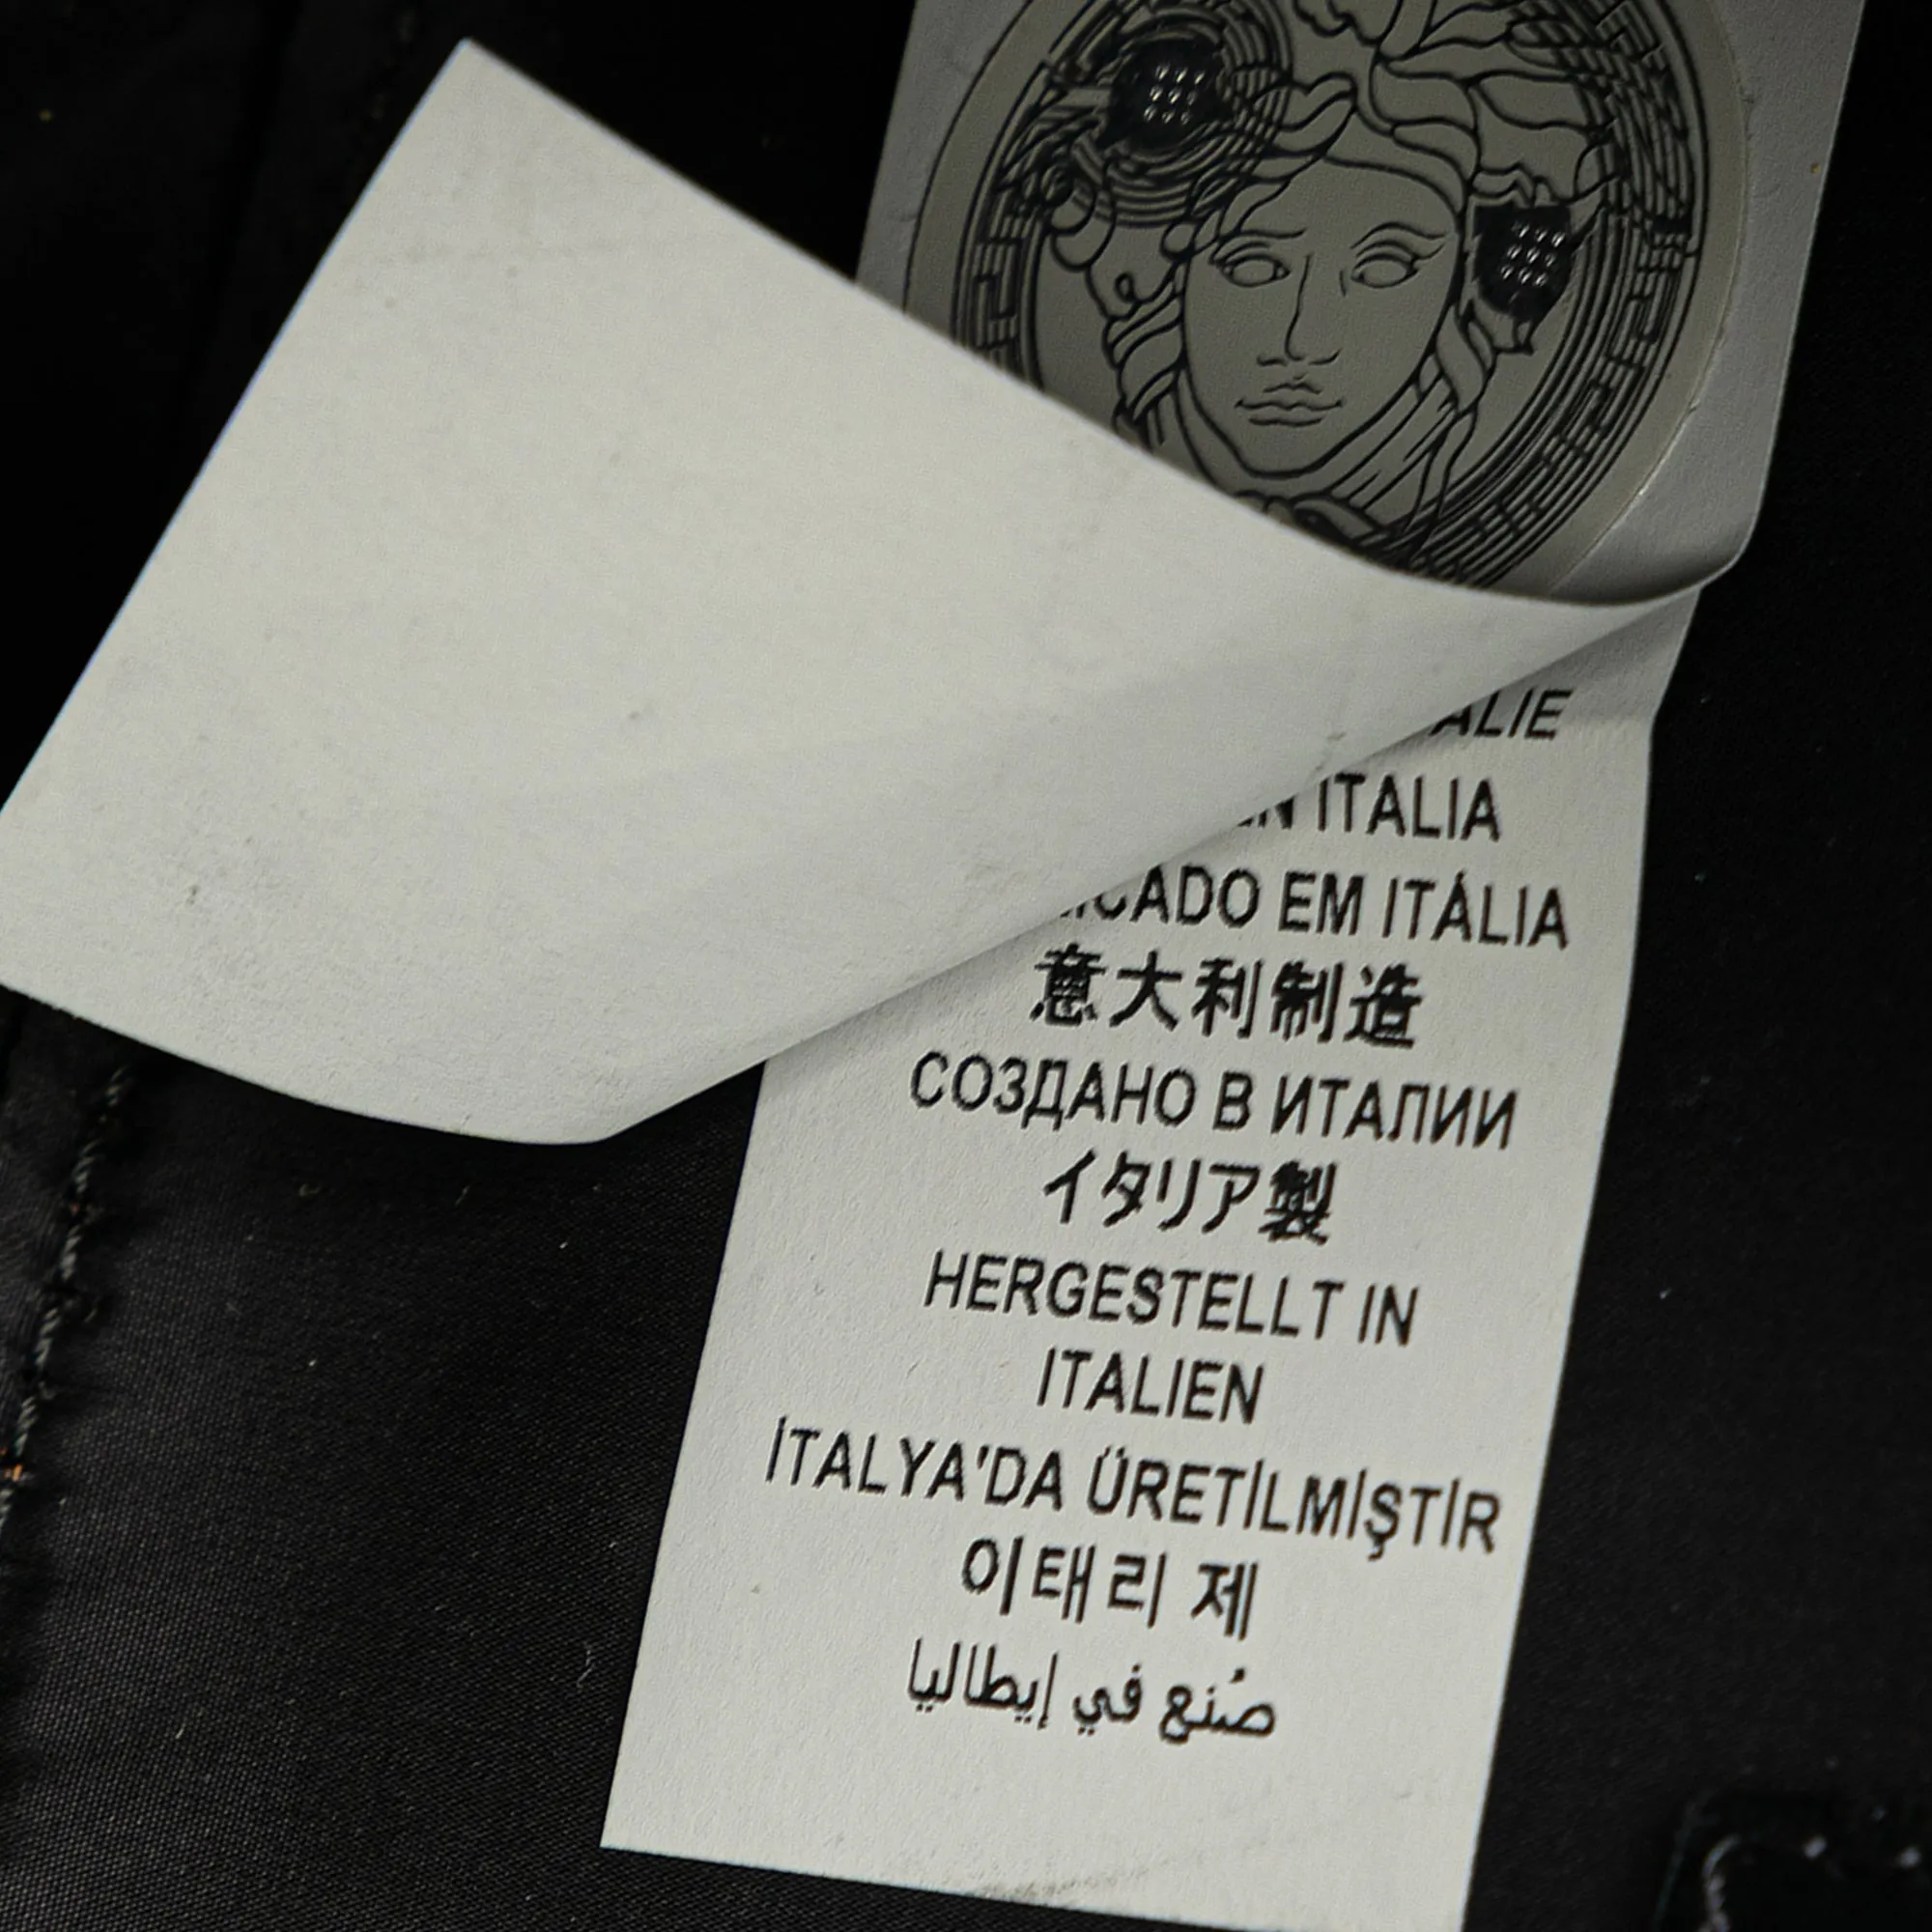 ITALIA
EM ITÁLIA
意大利制造
СОЗДАНО В ИТАЛИИ
イタリア製
HERGESTELLT IN
ITALIEN
İTALYA'DA ÜRETİLMİŞTİR
이태리 제
صُنع في إيطاليا